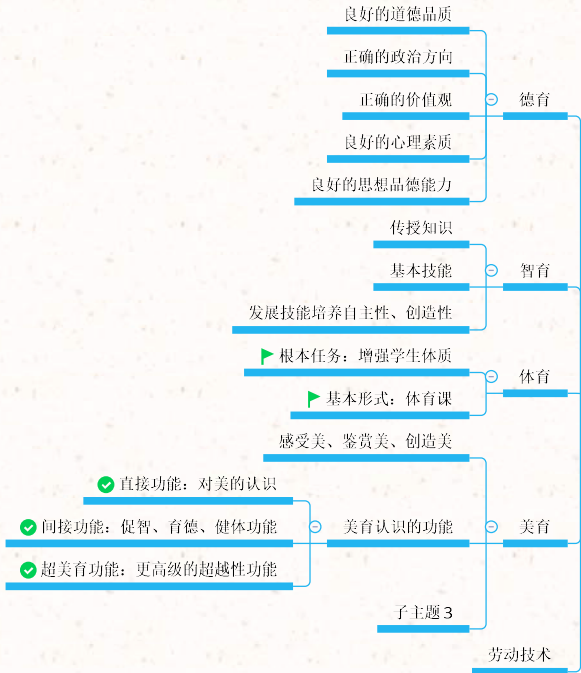 良好的道德品质
正确的政治方向
正确的价值观
德育
良好的心理素质
良好的思想品德能力
传授知识
基本技能
智育
发展技能培养自主性、创造性
根本任务：增强学生体质
体育
基本形式：体育课
感受美、鉴赏美、创造美
直接功能：对美的认识
间接功能：促智、育德、健体功能
美育认识的功能
美育
超美育功能：更高级的超越性功能
子主题 3
劳动技术